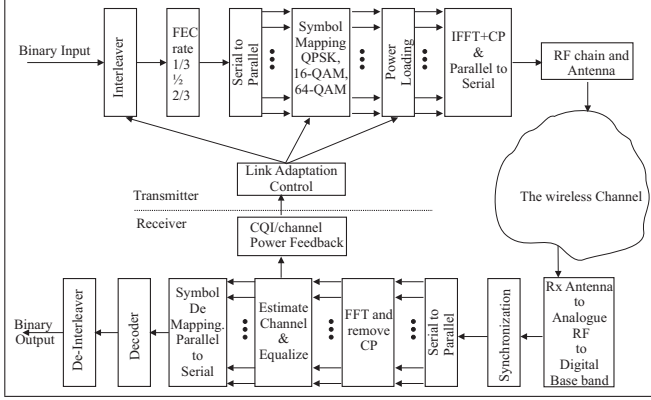 Binary Input
Interleaver
FEC
rate
1/3
½
2/3
Serial to
Parallel
Symbol
Mapping
QPSK,
16-QAM,
64-QAM
Power
Loading
IFFT+CP
&
Parallel to
Serial
RF chain and
Antenna
The wireless Channel
Link Adaptation
Control
Transmitter
Receiver
CQI/channel
Power Feedback
Binary
Output
De-Interleaver
Decoder
Symbol
De
Mapping.
Parallel
to
Serial
Estimate
Channel
&
Equalize
FFT and
remove
CP
Serial to
Parallel
Synchronization
Rx Antenna
to
Analogue
RF
to
Digital
Base band